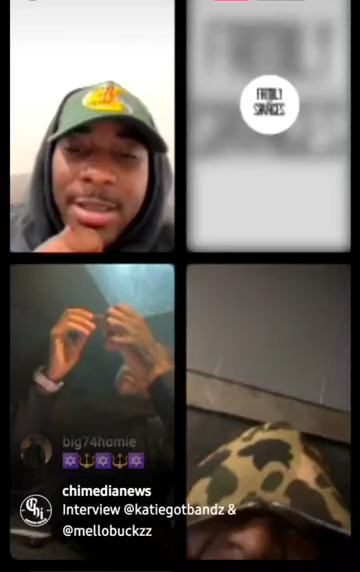 FAMILY
SAVAGES
big74homie
✡️⚓✡️⚓✡️
chimedianews
Interview @katiegotbandz &
@mellobuckzz